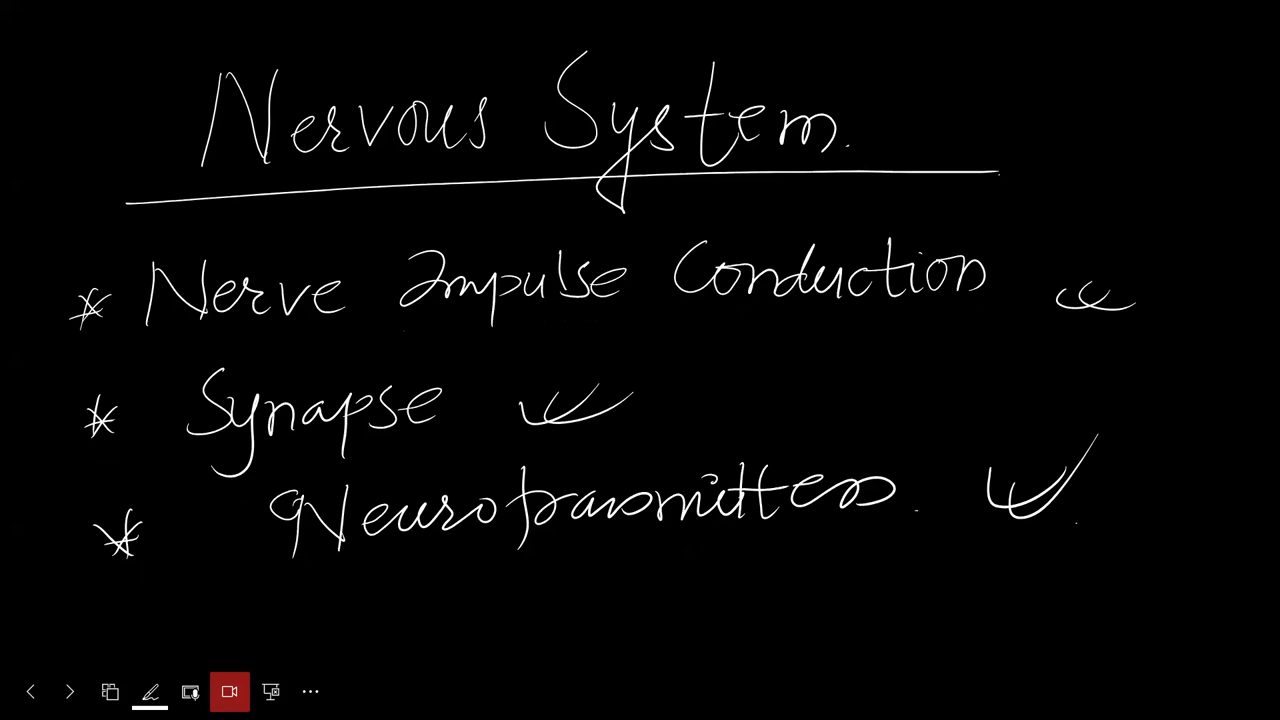 Nervous System.
* Nerve Impulse Conduction
* Synapse
* Neurotransmitters.